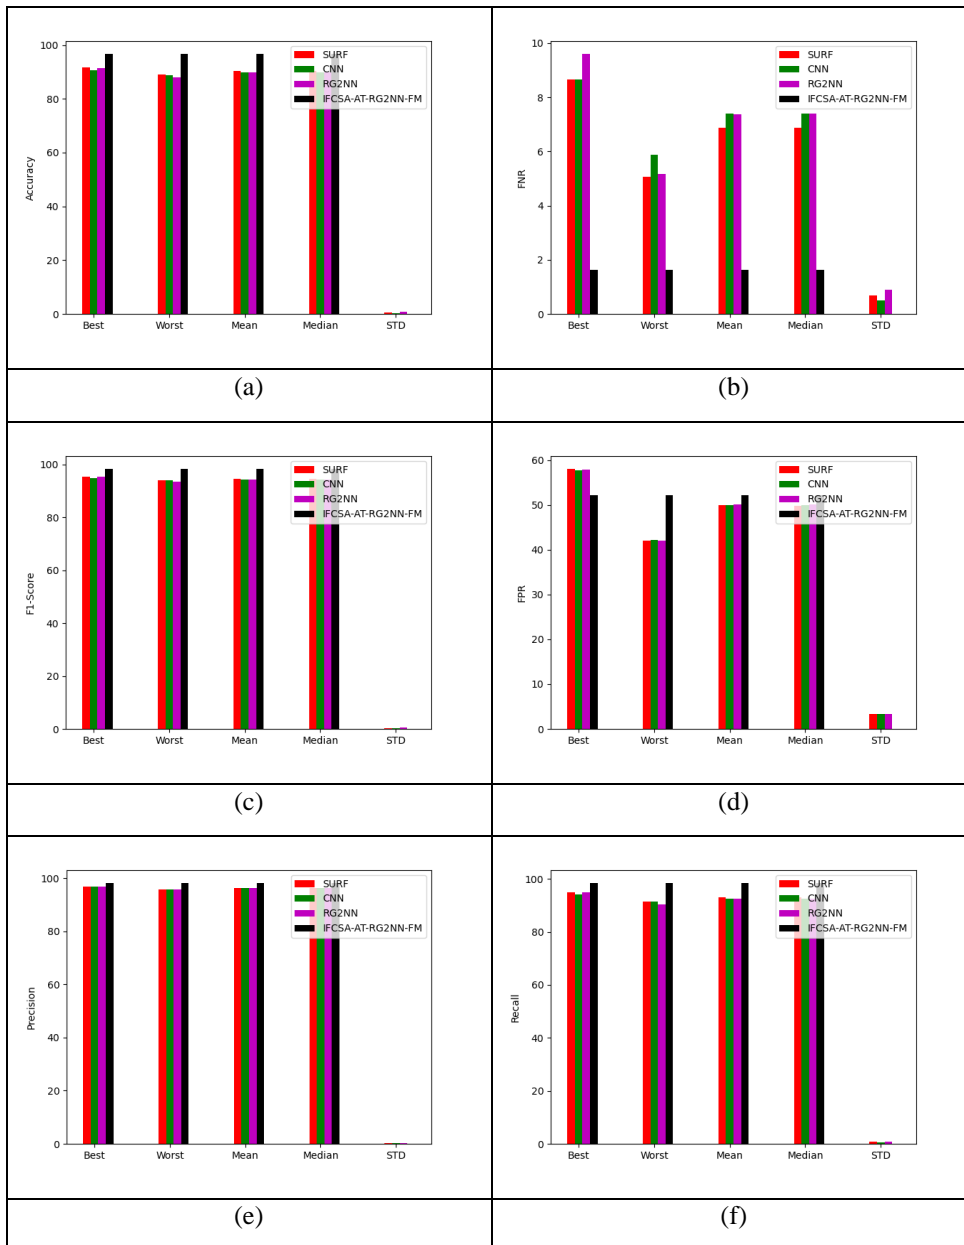 100
80
60
40
20
0
Accuracy
SURF
CNN
RG2NN
IFCSA-AT-RG2NN-FM
Best Worst Mean Median STD
(a)
10
8
6
4
2
0
FNR
SURF
CNN
RG2NN
IFCSA-AT-RG2NN-FM
Best Worst Mean Median STD
(b)
100
80
60
40
20
0
F1-Score
SURF
CNN
RG2NN
IFCSA-AT-RG2NN-FM
Best Worst Mean Median STD
(c)
60
50
40
30
20
10
0
FPR
SURF
CNN
RG2NN
IFCSA-AT-RG2NN-FM
Best Worst Mean Median STD
(d)
100
80
60
40
20
0
Precision
SURF
CNN
RG2NN
IFCSA-AT-RG2NN-FM
Best Worst Mean Median STD
(e)
100
80
60
40
20
0
Recall
SURF
CNN
RG2NN
IFCSA-AT-RG2NN-FM
Best Worst Mean Median STD
(f)